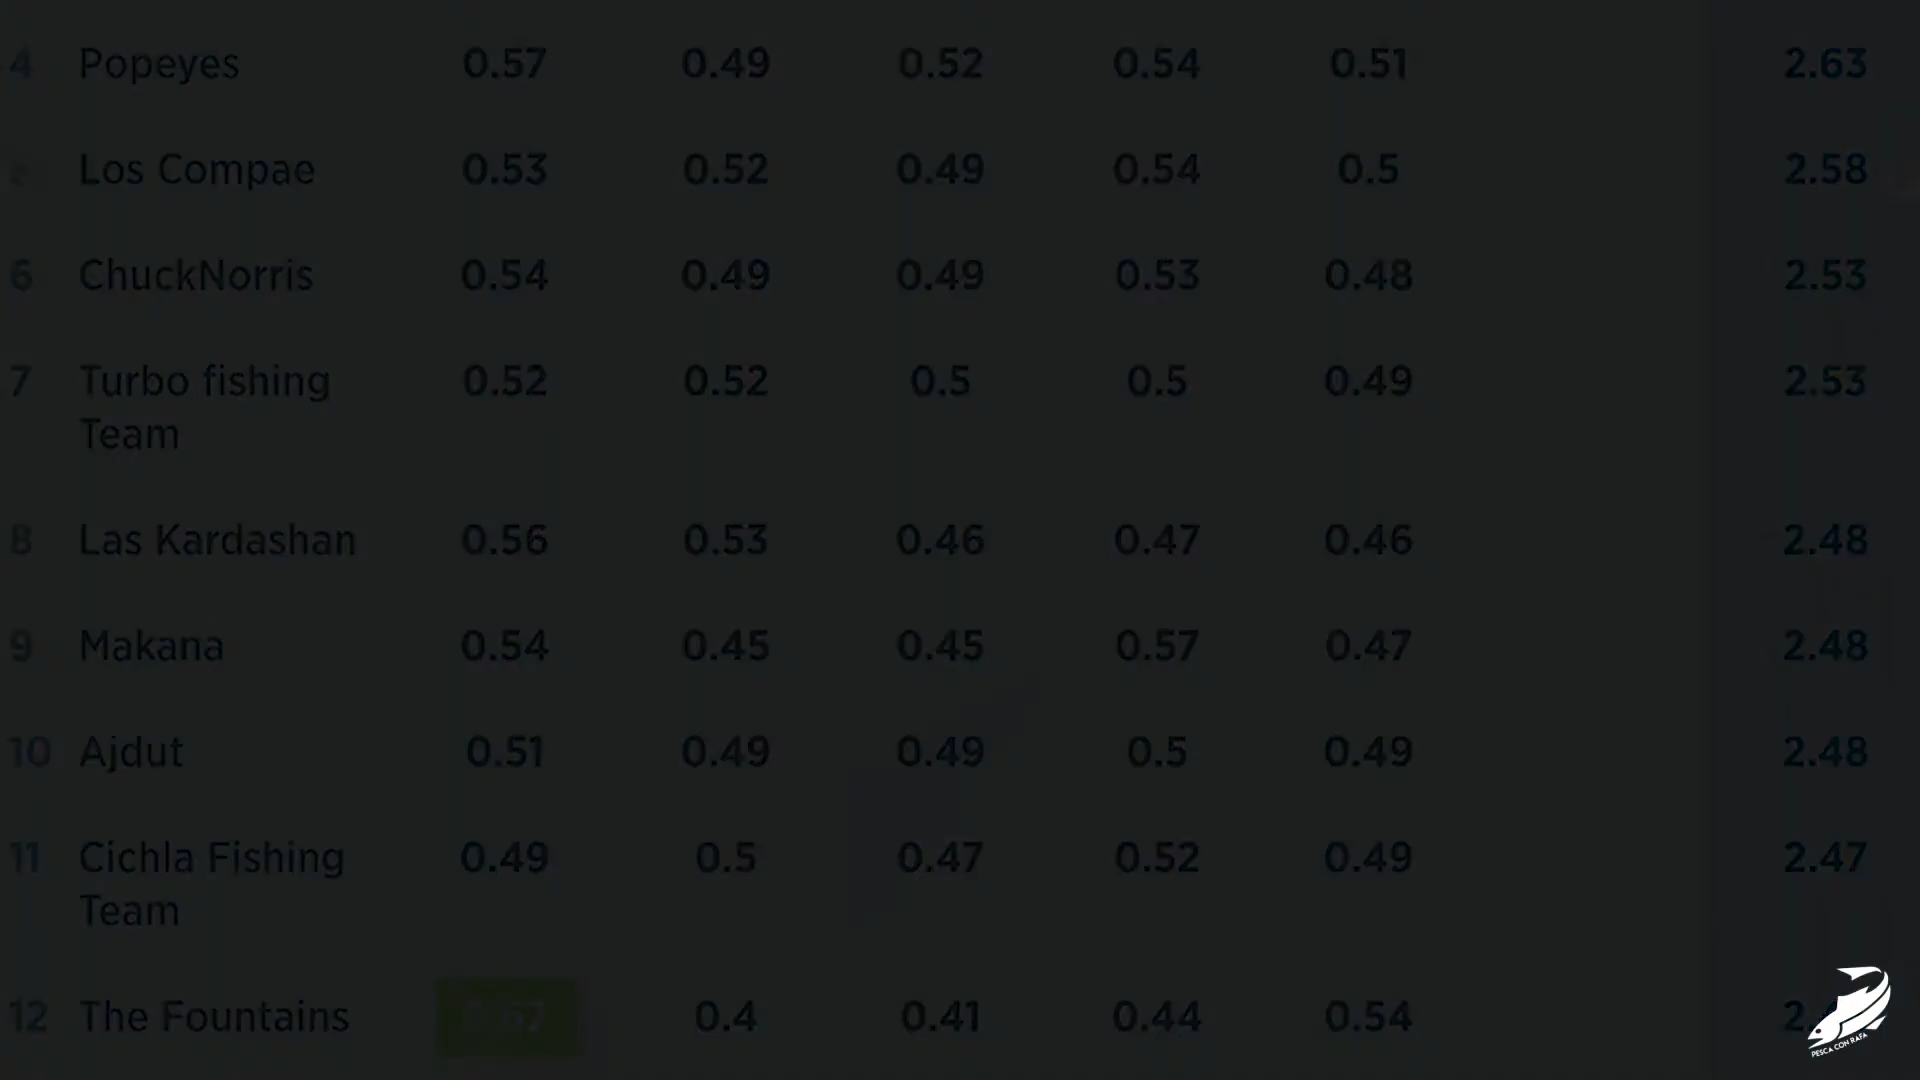 4 Popeyes 0.57 0.49 0.52 0.54 0.51 2.63
Los Compae 0.53 0.52 0.49 0.54 0.5 2.58
6 ChuckNorris 0.54 0.49 0.49 0.53 0.48 2.53
7 Turbo fishing 0.52 0.52 0.5 0.5 0.49 2.53
Team
8 Las Kardashan 0.56 0.53 0.46 0.47 0.46 2.48
9 Makana 0.54 0.45 0.45 0.57 0.47 2.48
10 Ajdut 0.51 0.49 0.49 0.5 0.49 2.48
11 Cichla Fishing 0.49 0.5 0.47 0.52 0.49 2.47
Team
12 The Fountains 0.67 0.4 0.41 0.44 0.54
PESCA CON RAFA